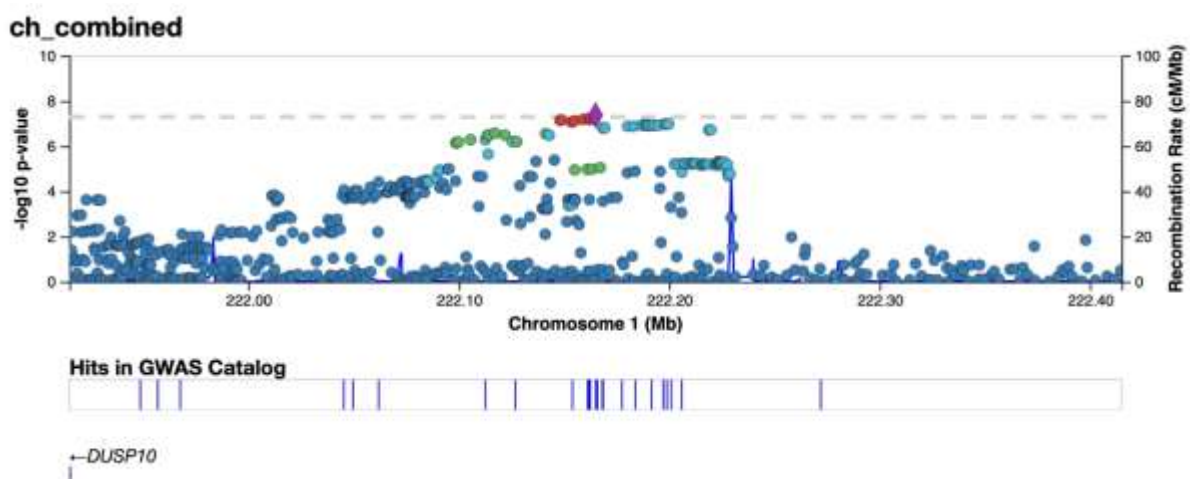 ch_combined
10
8
6
4
2
0
-log10 p-value
100
80
60
40
20
0
Recombination Rate (cM/Mb)
222.00 222.10 222.20 222.30 222.40
Chromosome 1 (Mb)
Hits in GWAS Catalog
←DUSP10